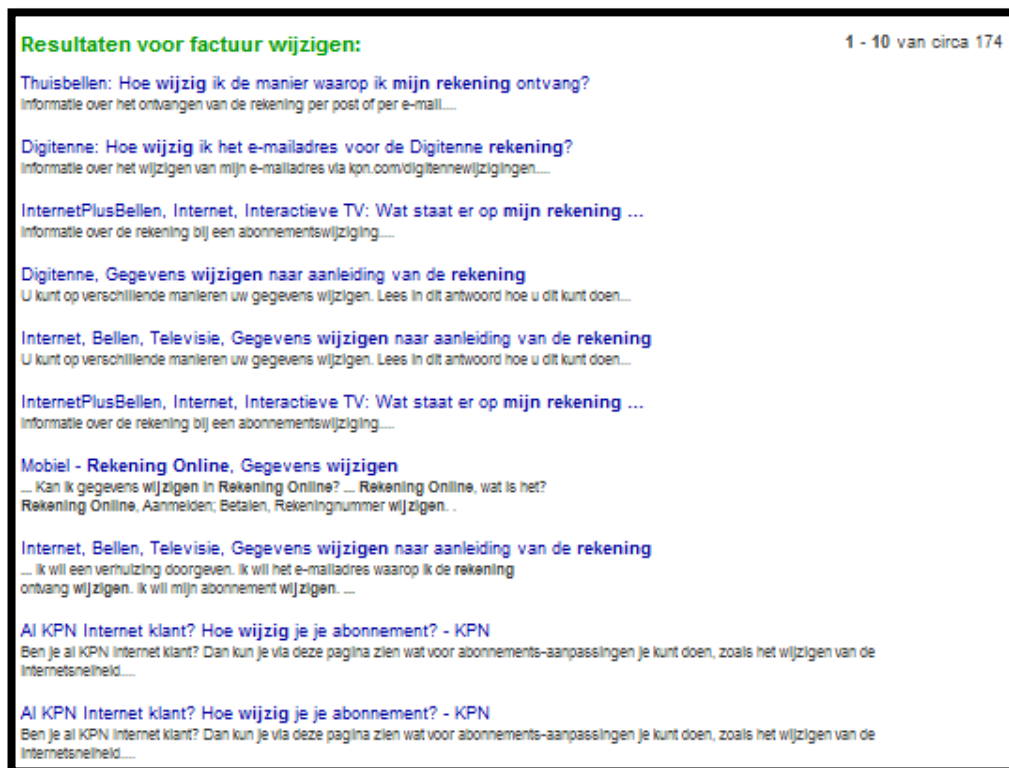 Resultaten voor factuur wijzigen:
1 - 10 van circa 174
Thuisbellen: Hoe wijzig ik de manier waarop ik mijn rekening ontvang?
Informatie over het ontvangen van de rekening per post of per e-mail....
Digitenne: Hoe wijzig ik het e-mailadres voor de Digitenne rekening?
Informatie over het wijzigen van mijn e-mailadres via kpn.com/digitennewijzigingen....
InternetPlusBellen, Internet, Interactieve TV: Wat staat er op mijn rekening ...
Informatie over de rekening bij een abonnementswijziging....
Digitenne, Gegevens wijzigen naar aanleiding van de rekening
U kunt op verschillende manieren uw gegevens wijzigen. Lees in dit antwoord hoe u dit kunt doen...
Internet, Bellen, Televisie, Gegevens wijzigen naar aanleiding van de rekening
U kunt op verschillende manieren uw gegevens wijzigen. Lees in dit antwoord hoe u dit kunt doen...
InternetPlusBellen, Internet, Interactieve TV: Wat staat er op mijn rekening ...
Informatie over de rekening bij een abonnementswijziging....
Mobiel - Rekening Online, Gegevens wijzigen
... Kan ik gegevens wijzigen in Rekening Online? ... Rekening Online, wat is het?
Rekening Online, Aanmelden; Betalen, Rekeningnummer wijzigen. .
Internet, Bellen, Televisie, Gegevens wijzigen naar aanleiding van de rekening
... Ik wil een verhuizing doorgeven. Ik wil het e-mailadres waarop ik de rekening
ontvang wijzigen. Ik wil mijn abonnement wijzigen. ...
Al KPN Internet klant? Hoe wijzig je je abonnement? - KPN
Ben je al KPN Internet klant? Dan kun je via deze pagina zien wat voor abonnements-aanpassingen je kunt doen, zoals het wijzigen van de
Internetsnelheid....
Al KPN Internet klant? Hoe wijzig je je abonnement? - KPN
Ben je al KPN Internet klant? Dan kun je via deze pagina zien wat voor abonnements-aanpassingen je kunt doen, zoals het wijzigen van de
Internetsnelheid....